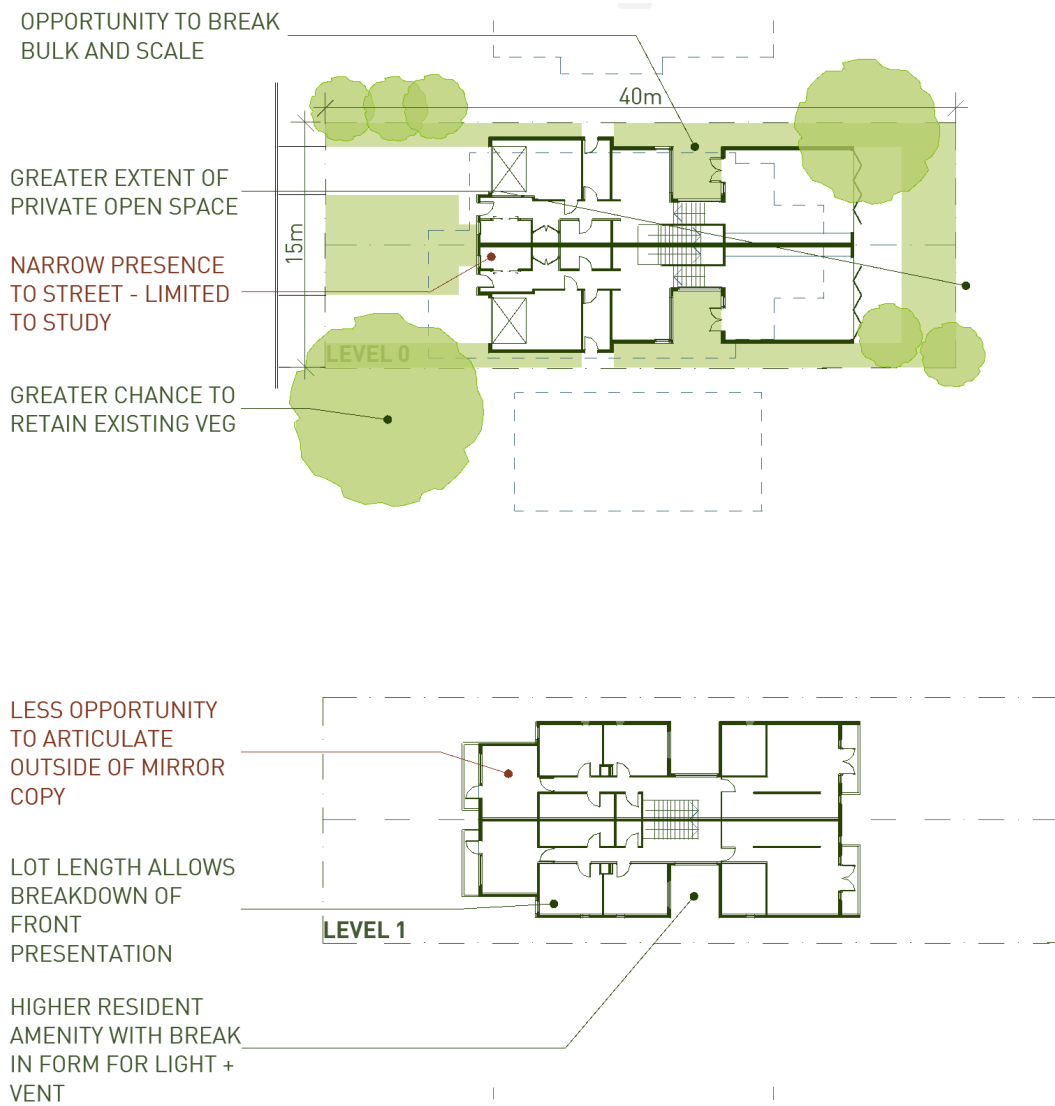 OPPORTUNITY TO BREAK
BULK AND SCALE
40m
GREATER EXTENT OF
PRIVATE OPEN SPACE
15m
NARROW PRESENCE
TO STREET - LIMITED
TO STUDY
LEVEL 0
GREATER CHANCE TO
RETAIN EXISTING VEG
LESS OPPORTUNITY
TO ARTICULATE
OUTSIDE OF MIRROR
COPY
LOT LENGTH ALLOWS
BREAKDOWN OF
FRONT
PRESENTATION
LEVEL 1
HIGHER RESIDENT
AMENITY WITH BREAK
IN FORM FOR LIGHT +
VENT